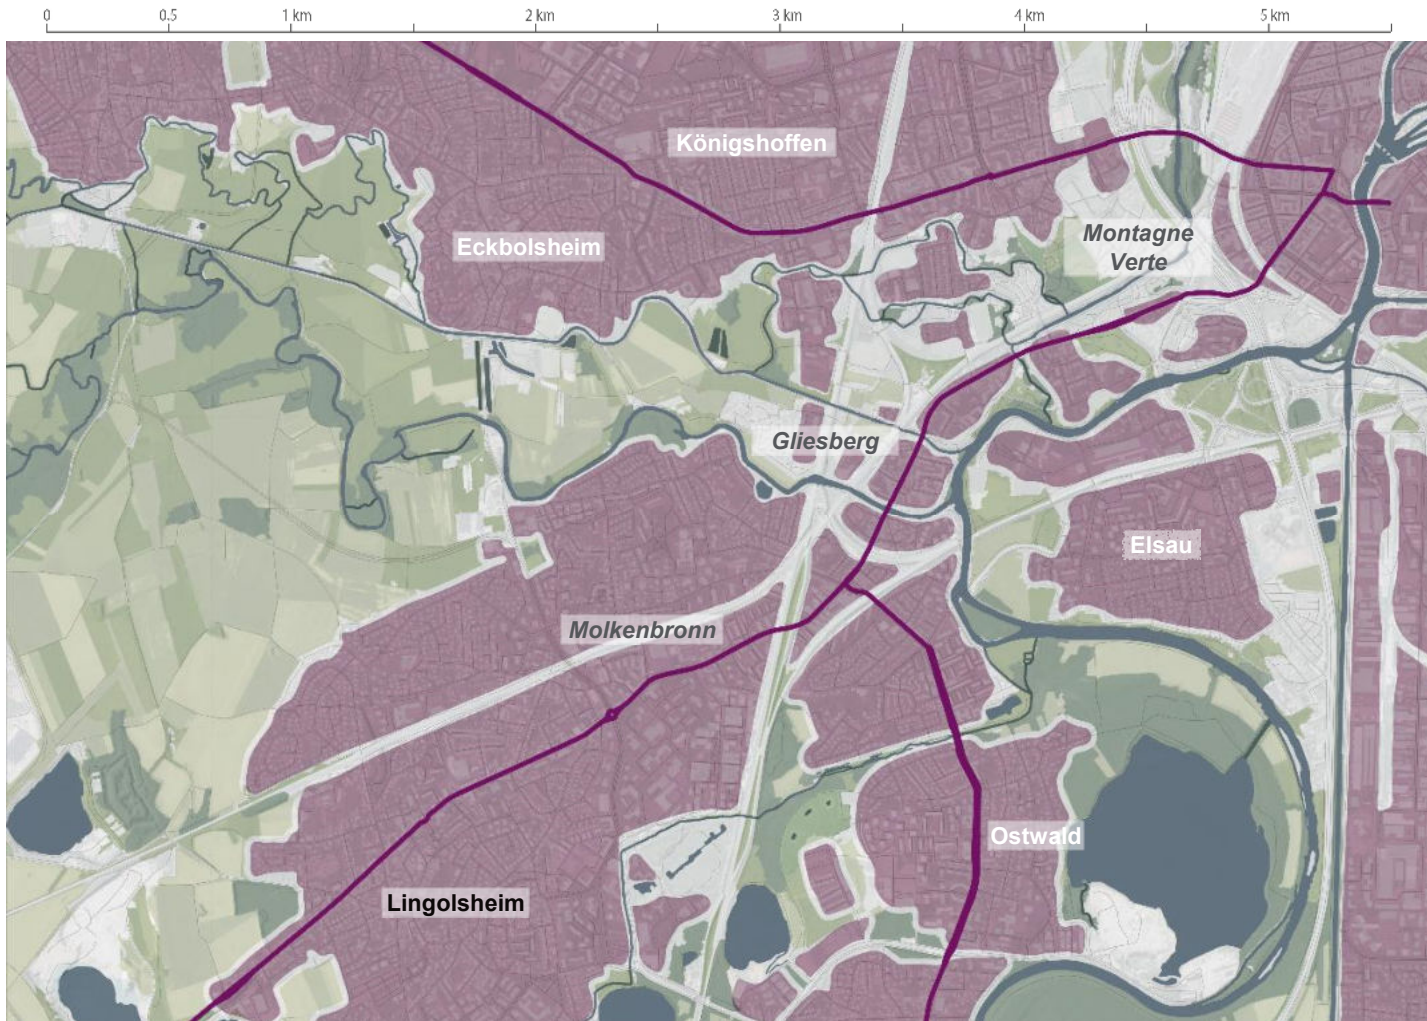 0 0.5 1 km 2 km 3 km 4 km 5 km
Königshoffen
Eckbolsheim
Montagne
Verte
Gliesberg
Elsau
Molkenbronn
Ostwald
Lingolsheim